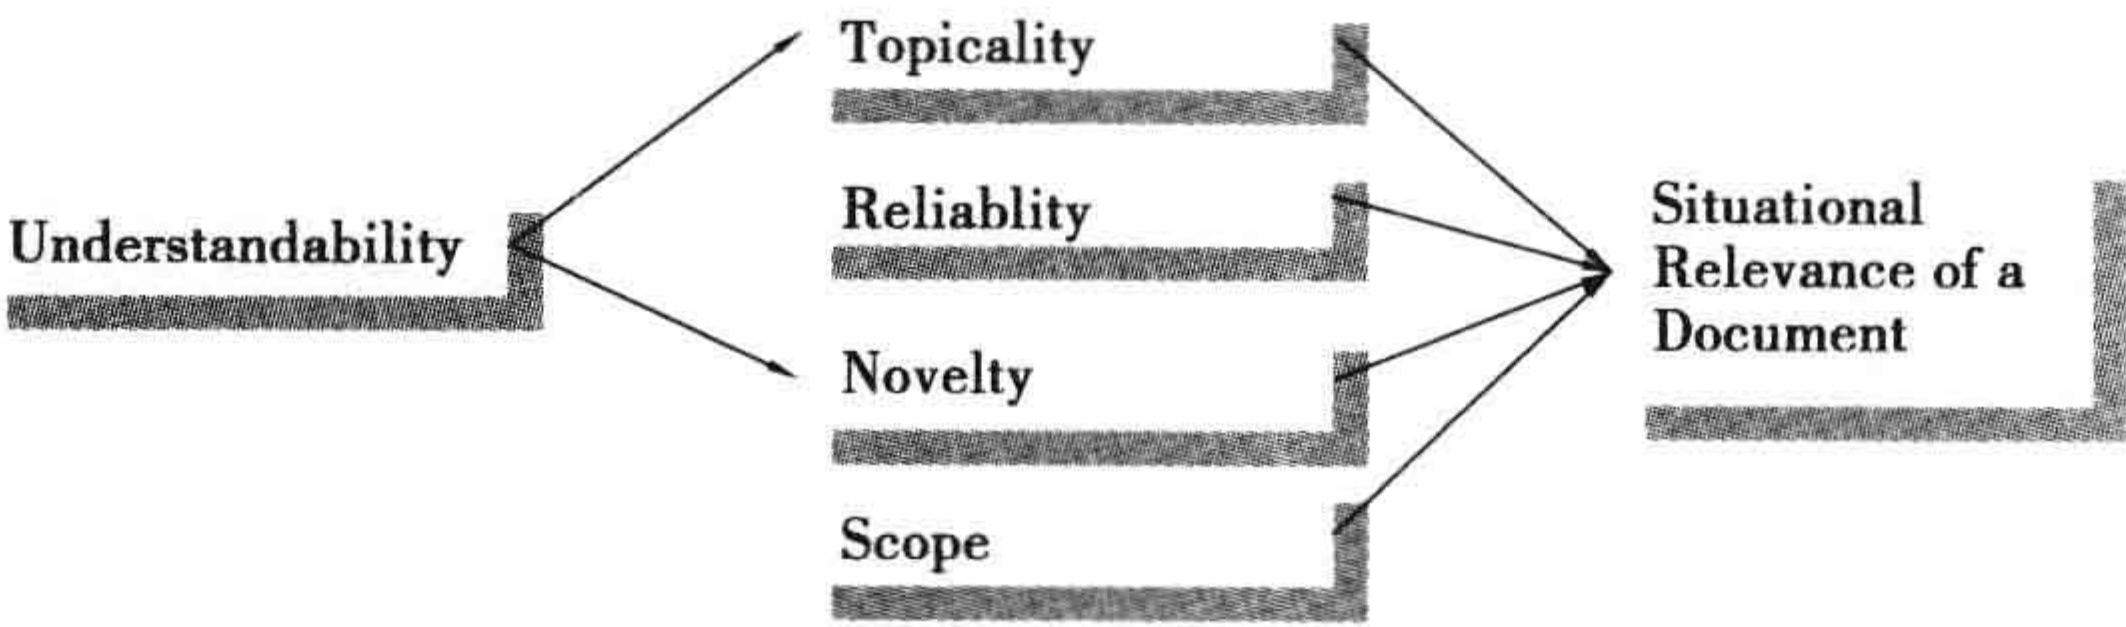 Topicality
Understandability
Reliablity
Novelty
Scope
Situational
Relevance of a
Document